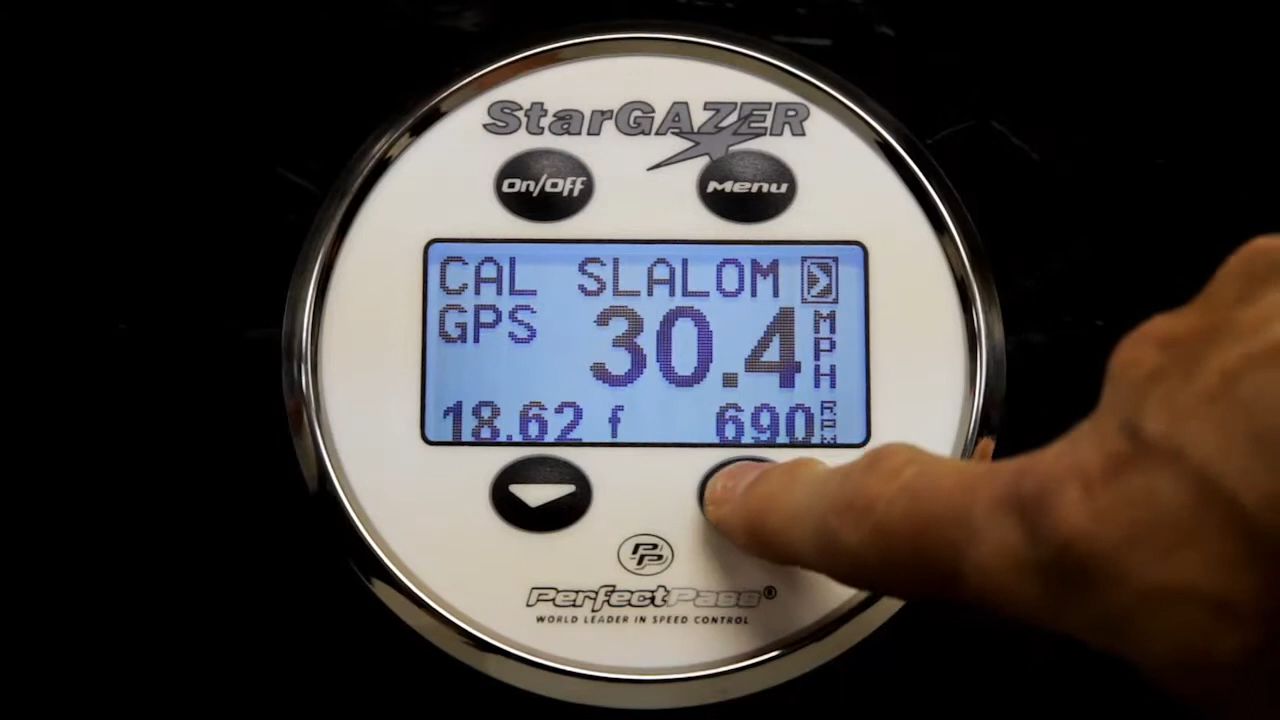 StarGAZER
On/Off Menu
CAL SLALOM
GPS 30.4 MPH
18.62 f 690 RPM
PP
PerfectPass®
WORLD LEADER IN SPEED CONTROL